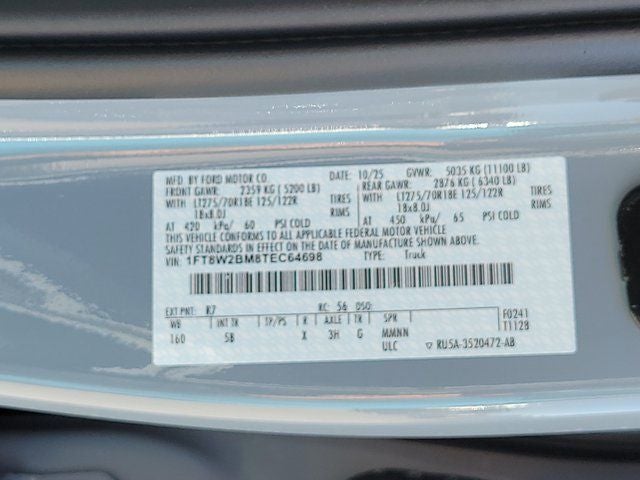 MFD. BY FORD MOTOR CO. DATE: 10/25 GVWR: 5035 KG (11100 LB)
FRONT GAWR: 2359 KG ( 5200 LB) REAR GAWR: 2876 KG ( 6340 LB)
WITH LT275/70R18E 125/122R TIRES WITH LT275/70R18E 125/122R TIRES
18x8.0J RIMS 18x8.0J RIMS
AT 420 kPa/ 60 PSI COLD AT 450 kPa/ 65 PSI COLD
THIS VEHICLE CONFORMS TO ALL APPLICABLE FEDERAL MOTOR VEHICLE
SAFETY STANDARDS IN EFFECT ON THE DATE OF MANUFACTURE SHOWN ABOVE.
VIN: 1FT8W2BM8TEC64698 TYPE: Truck
EXT PNT: R7 RC: 56 DSO: F0241
WB INT TR TP/PS R AXLE TR SPR T1128
160 SB X 3H G MMNN
ULC ▽ RU5A-3520472-AB